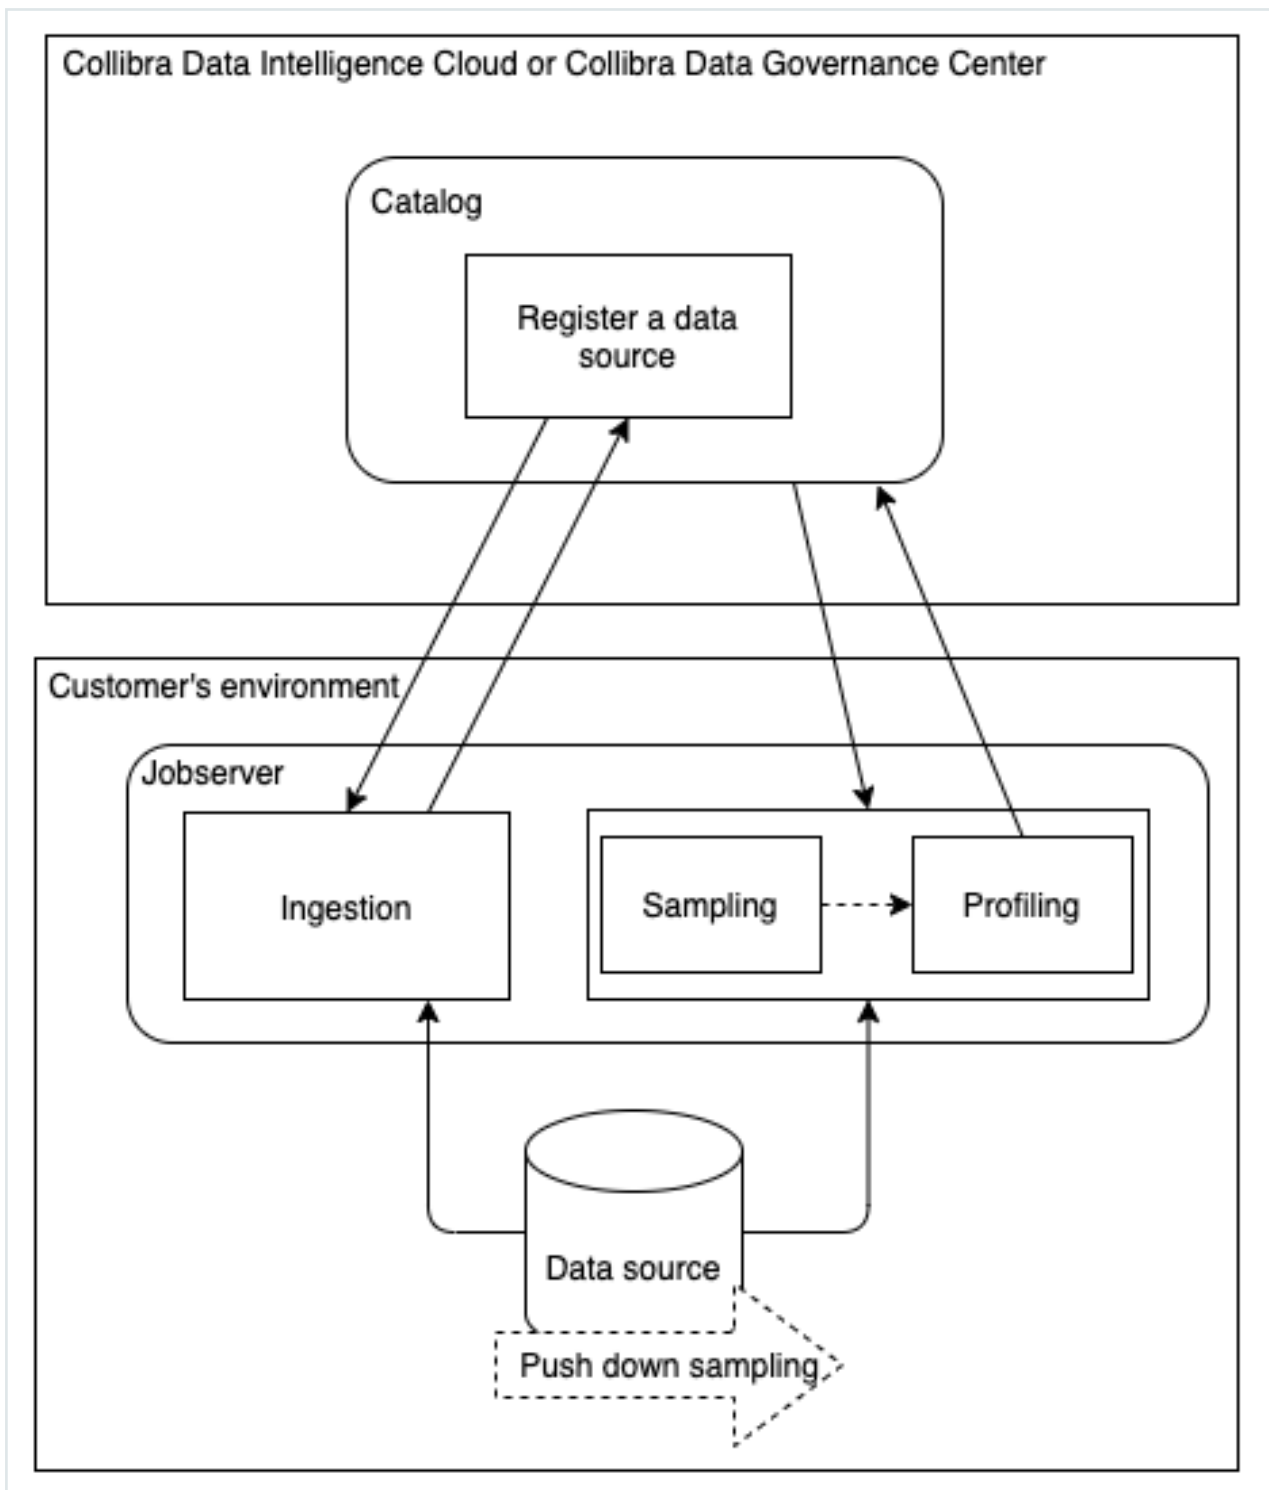 Collibra Data Intelligence Cloud or Collibra Data Governance Center
Catalog
Register a data
source
Customer's environment
Jobserver
Ingestion
Sampling
Profiling
Data source
Push down sampling